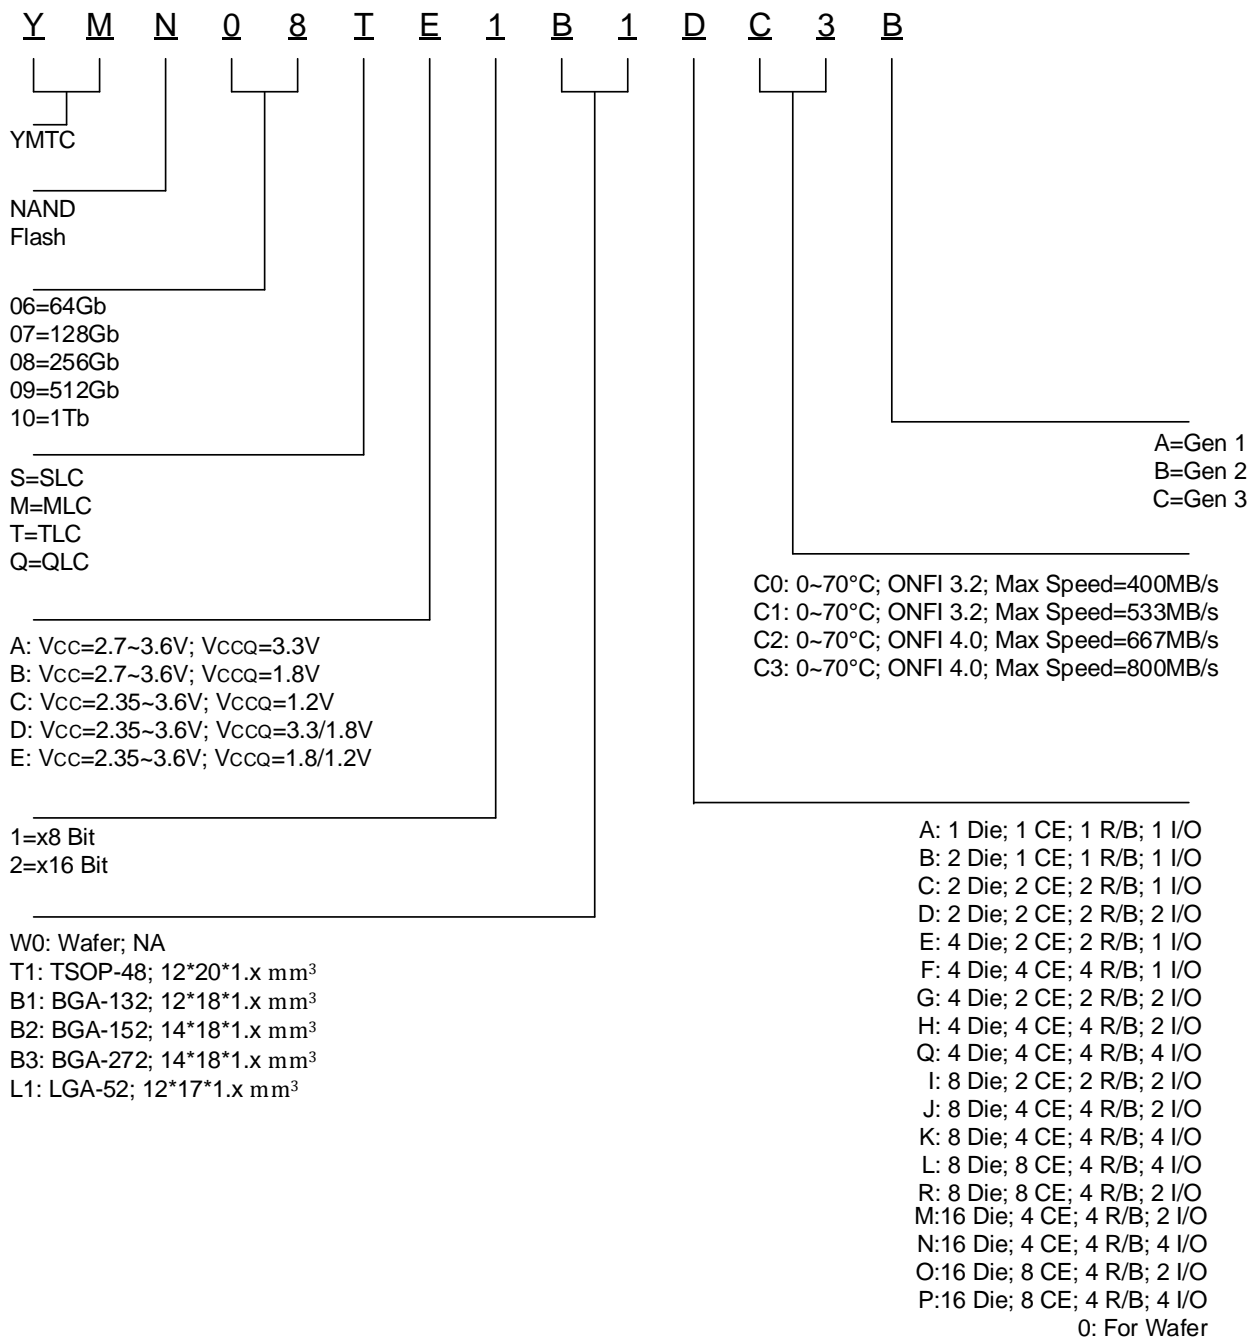 Y M N 0 8 T E 1 B 1 D C 3 B
YMTC
NAND
Flash
06=64Gb
07=128Gb
08=256Gb
09=512Gb
10=1Tb
S=SLC
M=MLC
T=TLC
Q=QLC
A: VCC=2.7~3.6V; VCCQ=3.3V
B: VCC=2.7~3.6V; VCCQ=1.8V
C: VCC=2.35~3.6V; VCCQ=1.2V
D: VCC=2.35~3.6V; VCCQ=3.3/1.8V
E: VCC=2.35~3.6V; VCCQ=1.8/1.2V
1=x8 Bit
2=x16 Bit
W0: Wafer; NA
T1: TSOP-48; 12*20*1.x mm³
B1: BGA-132; 12*18*1.x mm³
B2: BGA-152; 14*18*1.x mm³
B3: BGA-272; 14*18*1.x mm³
L1: LGA-52; 12*17*1.x mm³
A=Gen 1
B=Gen 2
C=Gen 3
C0: 0~70°C; ONFI 3.2; Max Speed=400MB/s
C1: 0~70°C; ONFI 3.2; Max Speed=533MB/s
C2: 0~70°C; ONFI 4.0; Max Speed=667MB/s
C3: 0~70°C; ONFI 4.0; Max Speed=800MB/s
A: 1 Die; 1 CE; 1 R/B; 1 I/O
B: 2 Die; 1 CE; 1 R/B; 1 I/O
C: 2 Die; 2 CE; 2 R/B; 1 I/O
D: 2 Die; 2 CE; 2 R/B; 2 I/O
E: 4 Die; 2 CE; 2 R/B; 1 I/O
F: 4 Die; 4 CE; 4 R/B; 1 I/O
G: 4 Die; 2 CE; 2 R/B; 2 I/O
H: 4 Die; 4 CE; 4 R/B; 2 I/O
Q: 4 Die; 4 CE; 4 R/B; 4 I/O
I: 8 Die; 2 CE; 2 R/B; 2 I/O
J: 8 Die; 4 CE; 4 R/B; 2 I/O
K: 8 Die; 4 CE; 4 R/B; 4 I/O
L: 8 Die; 8 CE; 4 R/B; 4 I/O
R: 8 Die; 8 CE; 4 R/B; 2 I/O
M:16 Die; 4 CE; 4 R/B; 2 I/O
N:16 Die; 4 CE; 4 R/B; 4 I/O
O:16 Die; 8 CE; 4 R/B; 2 I/O
P:16 Die; 8 CE; 4 R/B; 4 I/O
0: For Wafer